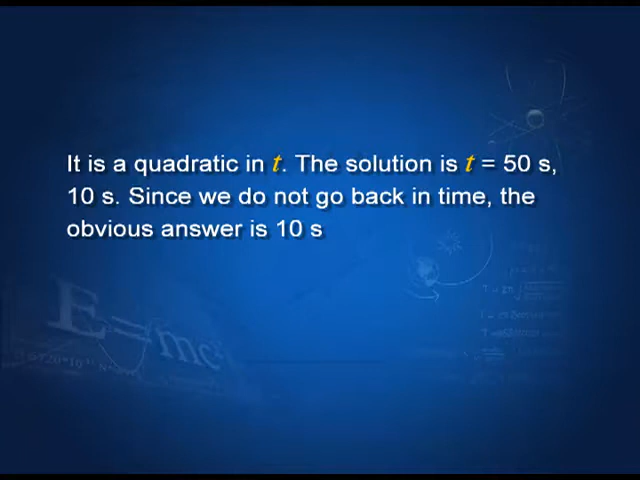 It is a quadratic in t. The solution is t = 50 s,
10 s. Since we do not go back in time, the
obvious answer is 10 s
E=mc²